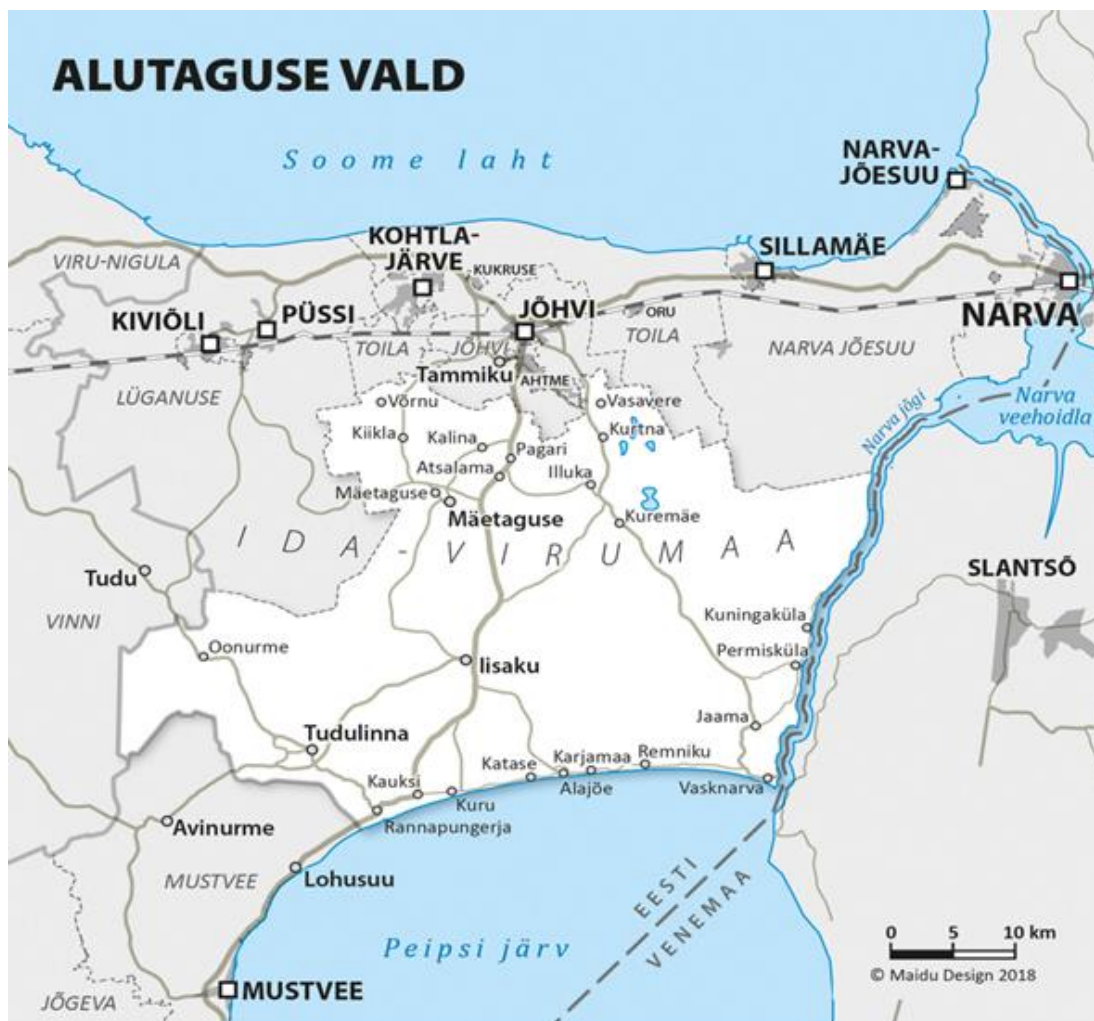 ALUTAGUSE VALD
Soome laht
NARVA-
JÕESUU
KOHTLA-
JÄRVE
VIRU-NIGULA
KUKRUSE
SILLAMÄE
KIVIÕLI
PÜSSI
JÕHVI
ORU
NARVA
TOILA
JÕHVI
TOILA
NARVA JÕESUU
Tammiku
AHTME
LÜGANUSE
Võrnu
Vasavere
Narva jõgi
Narva
veehoidla
Kiikla
Kalina
Kurtna
Pagari
Atsalama
Illuka
Mäetaguse
Mäetaguse
Kuremäe
IDA-VIRUMAA
SLANTSÕ
Tudu
VINNI
Kuningaküla
Oonurme
Permisküla
Iisaku
Jaama
Tudulinna
Katase
Karjamaa
Remniku
Kauksi
Alajõe
Vasknarva
Kuru
Rannapungerja
Avinurme
MUSTVEE
Lohusuu
EESTI
VENEMAA
Peipsi järv
0 5 10 km
© Maidu Design 2018
MUSTVEE
JÕGEVA